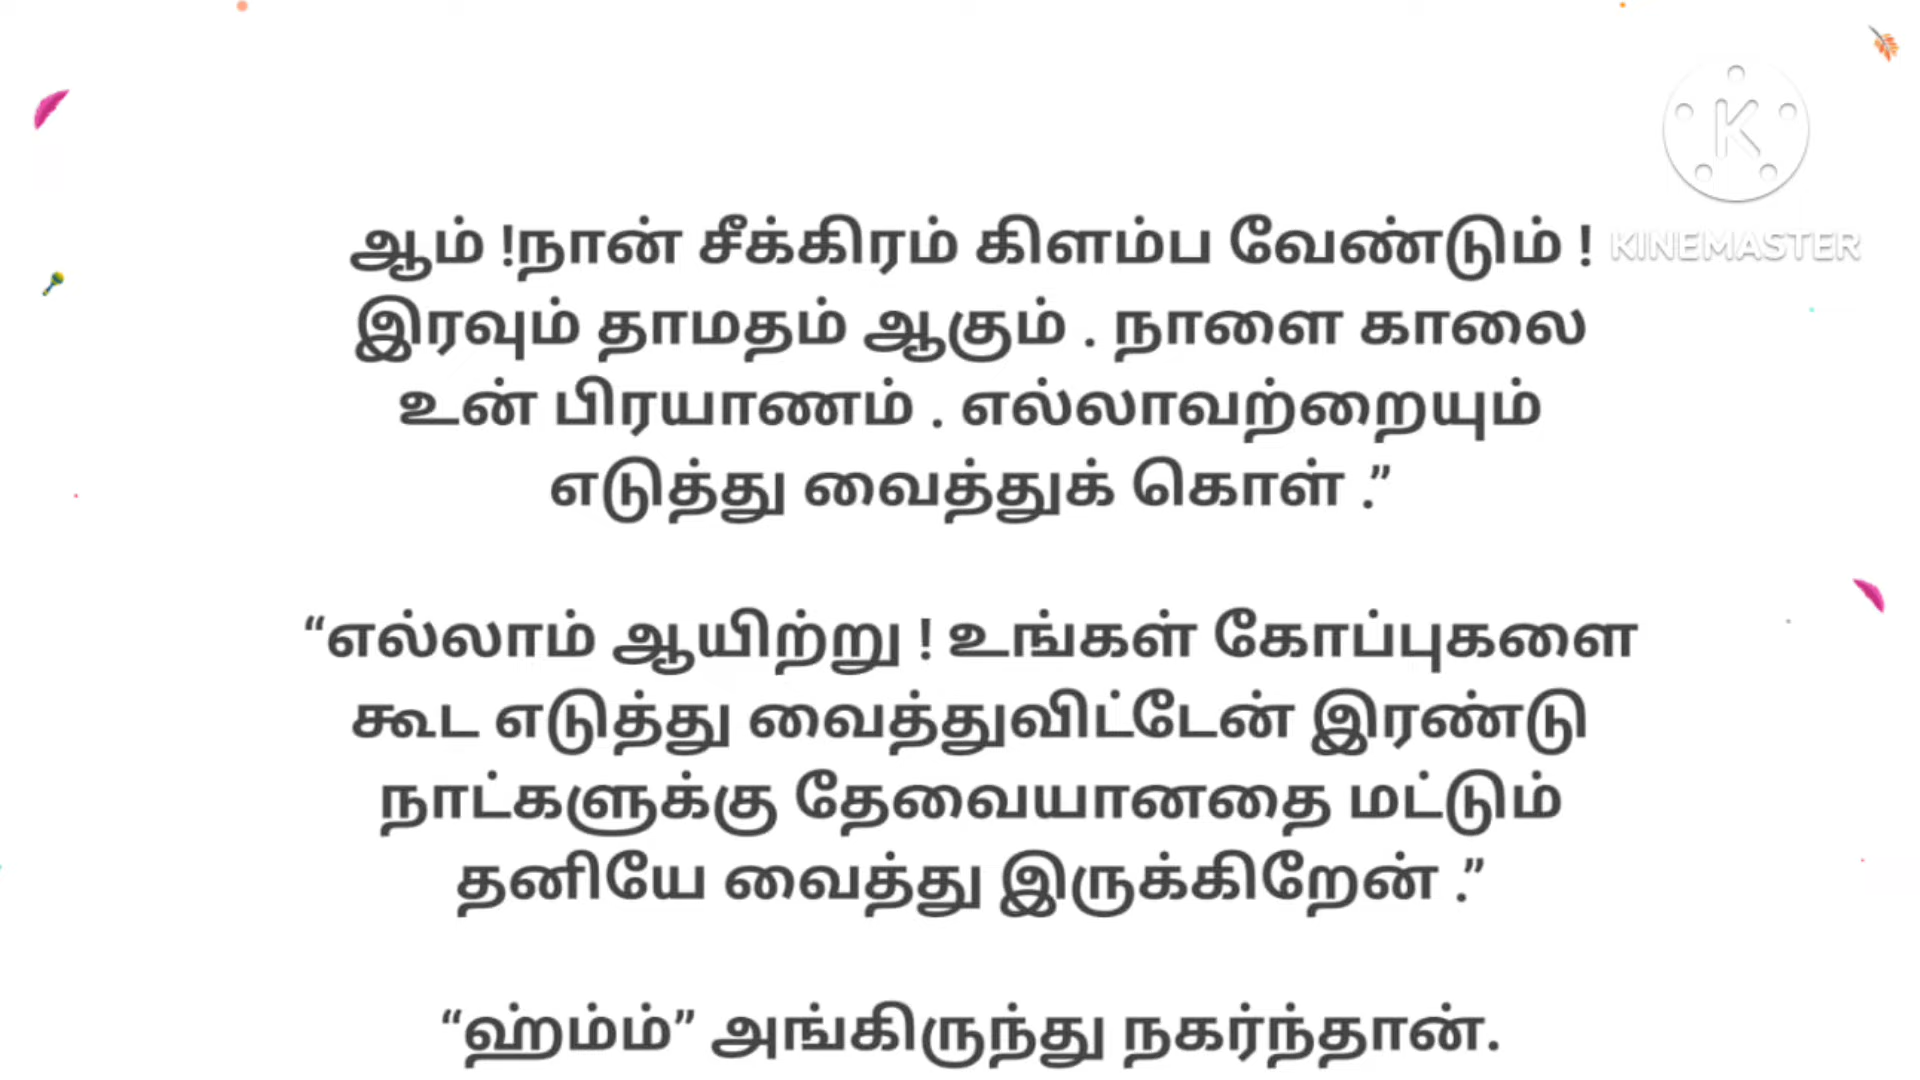 ஆம் !நான் சீக்கிரம் கிளம்ப வேண்டும் !
இரவும் தாமதம் ஆகும் . நாளை காலை
உன் பிரயாணம் . எல்லாவற்றையும்
எடுத்து வைத்துக் கொள் .”
“எல்லாம் ஆயிற்று ! உங்கள் கோப்புகளை
கூட எடுத்து வைத்துவிட்டேன் இரண்டு
நாட்களுக்கு தேவையானதை மட்டும்
தனியே வைத்து இருக்கிறேன் .”
“ஹ்ம்ம்” அங்கிருந்து நகர்ந்தான்.
K
KINEMASTER